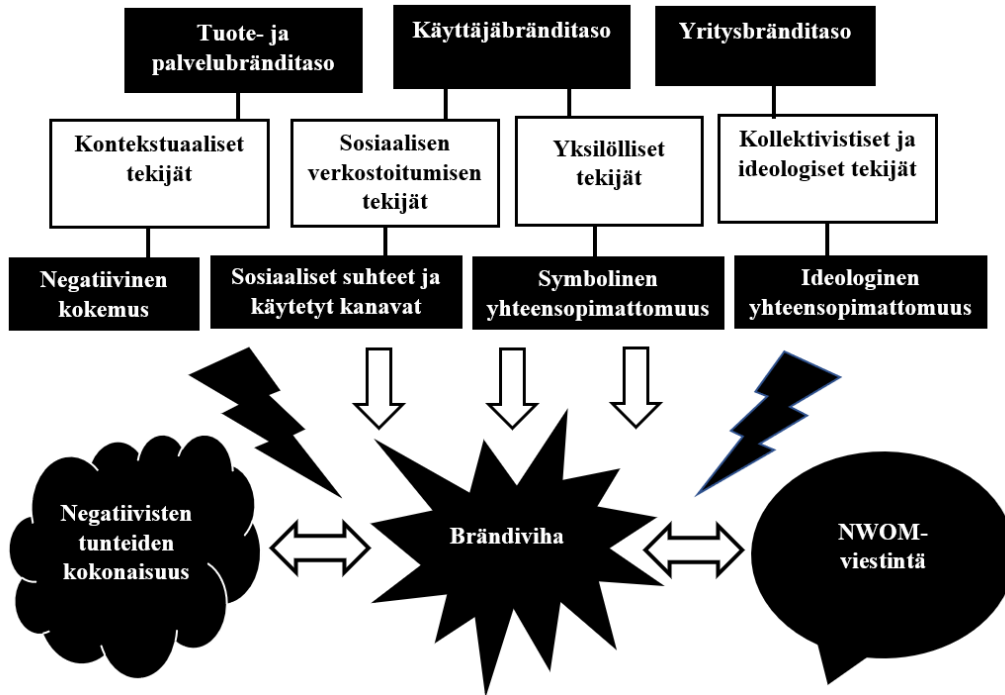 Tuote- ja
palvelubränditaso
Käyttäjäbränditaso
Yritysbränditaso
Kontekstuaaliset
tekijät
Sosiaalisen
verkostoitumisen
tekijät
Yksilölliset
tekijät
Kollektivistiset ja
ideologiset tekijät
Negatiivinen
kokemus
Sosiaaliset suhteet ja
käytetyt kanavat
Symbolinen
yhteensopimattomuus
Ideologinen
yhteensopimattomuus
Negatiivisten
tunteiden
kokonaisuus
Brändiviha
NWOM-
viestintä